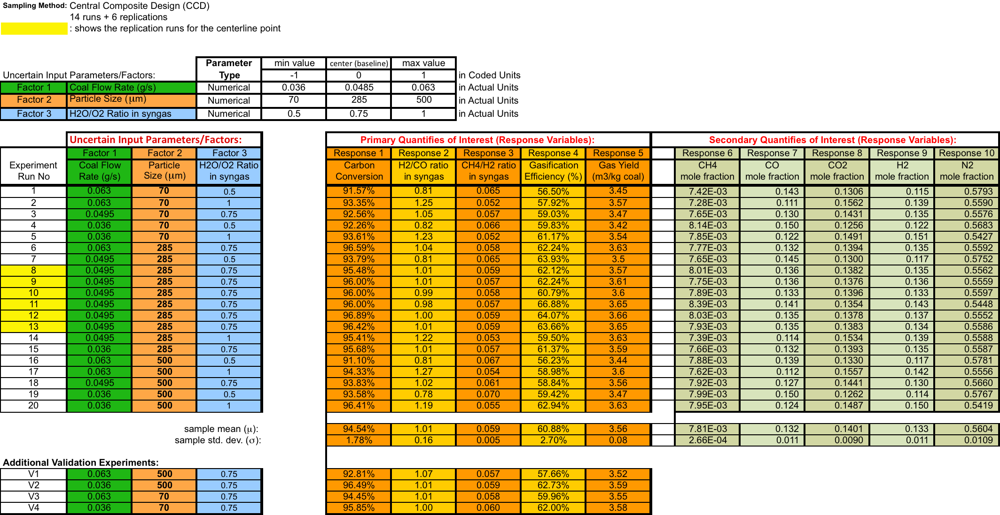 Sampling Method: Central Composite Design (CCD)
14 runs + 6 replications
: shows the replication runs for the centerline point
Parameter min value center (baseline) max value
Uncertain Input Parameters/Factors: Type -1 0 1 in Coded Units
Factor 1 Coal Flow Rate (g/s) Numerical 0.036 0.0485 0.063 in Actual Units
Factor 2 Particle Size (μm) Numerical 70 285 500 in Actual Units
Factor 3 H2O/O2 Ratio in syngas Numerical 0.5 0.75 1 in Actual Units
Uncertain Input Parameters/Factors: Primary Quantifies of Interest (Response Variables): Secondary Quantifies of Interest (Response Variables):
Factor 1 Factor 2 Factor 3 Response 1 Response 2 Response 3 Response 4 Response 5 Response 6 Response 7 Response 8 Response 9 Response 10
Experiment Coal Flow Particle H2O/O2 Ratio Carbon H2/CO ratio CH4/H2 ratio Gasification Gas Yield CH4 CO CO2 H2 N2
Run No Rate (g/s) Size (μm) in syngas Conversion in syngas in syngas Efficiency (%) (m3/kg coal) mole fraction mole fraction mole fraction mole fraction mole fraction
1 0.063 70 0.5 91.57% 0.81 0.065 56.50% 3.45 7.42E-03 0.143 0.1306 0.115 0.5793
2 0.063 70 1 93.35% 1.25 0.052 57.92% 3.57 7.28E-03 0.111 0.1562 0.139 0.5590
3 0.0495 70 0.75 92.56% 1.05 0.057 59.03% 3.47 7.65E-03 0.130 0.1431 0.135 0.5576
4 0.036 70 0.5 92.26% 0.82 0.066 59.83% 3.42 8.14E-03 0.150 0.1256 0.122 0.5683
5 0.036 70 1 93.61% 1.23 0.052 61.17% 3.54 7.85E-03 0.122 0.1491 0.151 0.5427
6 0.063 285 0.75 96.59% 1.04 0.058 62.24% 3.63 7.77E-03 0.132 0.1394 0.135 0.5592
7 0.0495 285 0.5 93.79% 0.81 0.065 63.93% 3.5 7.65E-03 0.145 0.1300 0.117 0.5752
8 0.0495 285 0.75 95.48% 1.01 0.059 62.12% 3.57 8.01E-03 0.136 0.1382 0.135 0.5562
9 0.0495 285 0.75 96.00% 1.01 0.057 62.24% 3.61 7.75E-03 0.136 0.1376 0.136 0.5559
10 0.0495 285 0.75 96.00% 0.99 0.058 60.79% 3.6 7.89E-03 0.133 0.1396 0.133 0.5597
11 0.0495 285 0.75 96.00% 0.98 0.057 66.88% 3.65 8.39E-03 0.141 0.1354 0.143 0.5448
12 0.0495 285 0.75 96.89% 1.00 0.059 64.07% 3.66 8.03E-03 0.135 0.1378 0.137 0.5552
13 0.0495 285 0.75 96.42% 1.01 0.059 63.66% 3.65 7.93E-03 0.135 0.1383 0.134 0.5586
14 0.0495 285 1 95.41% 1.22 0.053 59.50% 3.63 7.39E-03 0.114 0.1534 0.139 0.5588
15 0.036 285 0.75 95.68% 1.01 0.057 61.37% 3.59 7.66E-03 0.132 0.1393 0.135 0.5587
16 0.063 500 0.5 91.10% 0.81 0.067 56.23% 3.44 7.88E-03 0.139 0.1330 0.117 0.5781
17 0.063 500 1 94.33% 1.27 0.054 58.98% 3.6 7.62E-03 0.112 0.1557 0.142 0.5556
18 0.0495 500 0.75 93.83% 1.02 0.061 58.84% 3.56 7.92E-03 0.127 0.1441 0.130 0.5660
19 0.036 500 0.5 93.58% 0.78 0.070 59.42% 3.47 7.99E-03 0.150 0.1262 0.114 0.5767
20 0.036 500 1 96.41% 1.19 0.055 62.94% 3.63 7.95E-03 0.124 0.1487 0.150 0.5419
sample mean (μ): 94.54% 1.01 0.059 60.88% 3.56 7.81E-03 0.132 0.1401 0.133 0.5604
sample std. dev. (σ): 1.78% 0.16 0.005 2.70% 0.08 2.66E-04 0.011 0.0090 0.011 0.0109
Additional Validation Experiments:
V1 0.063 500 0.75 92.81% 1.07 0.057 57.66% 3.52
V2 0.036 500 0.75 96.49% 1.01 0.059 62.73% 3.59
V3 0.063 70 0.75 94.45% 1.01 0.058 59.96% 3.55
V4 0.036 70 0.75 95.85% 1.00 0.060 62.00% 3.58